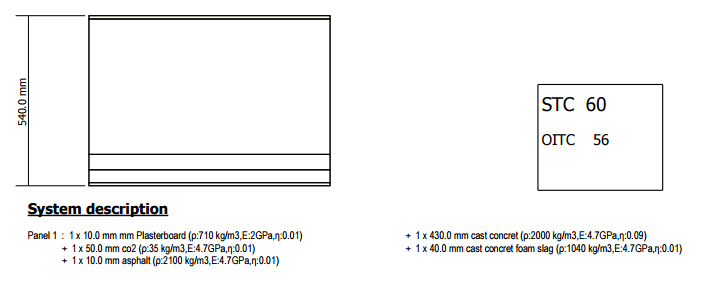 540.0 mm
STC 60
OITC 56
System description
Panel 1 : 1 x 10.0 mm mm Plasterboard (ρ:710 kg/m3,E:2GPa,η:0.01)
+ 1 x 50.0 mm co2 (ρ:35 kg/m3,E:4.7GPa,η:0.01)
+ 1 x 10.0 mm asphalt (ρ:2100 kg/m3,E:4.7GPa,η:0.01)
+ 1 x 430.0 mm cast concret (ρ:2000 kg/m3,E:4.7GPa,η:0.09)
+ 1 x 40.0 mm cast concret foam slag (ρ:1040 kg/m3,E:4.7GPa,η:0.01)